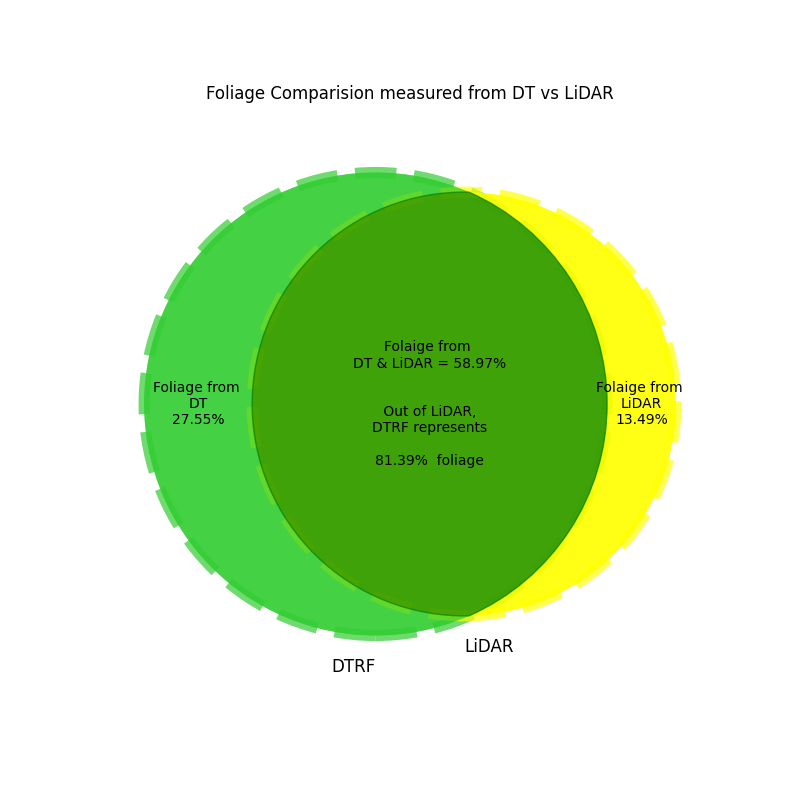 Foliage Comparision measured from DT vs LiDAR
Folaige from
DT & LiDAR = 58.97%
Foliage from
DT
27.55%
Folaige from
LiDAR
13.49%
Out of LiDAR,
DTRF represents
81.39%  foliage
LiDAR
DTRF